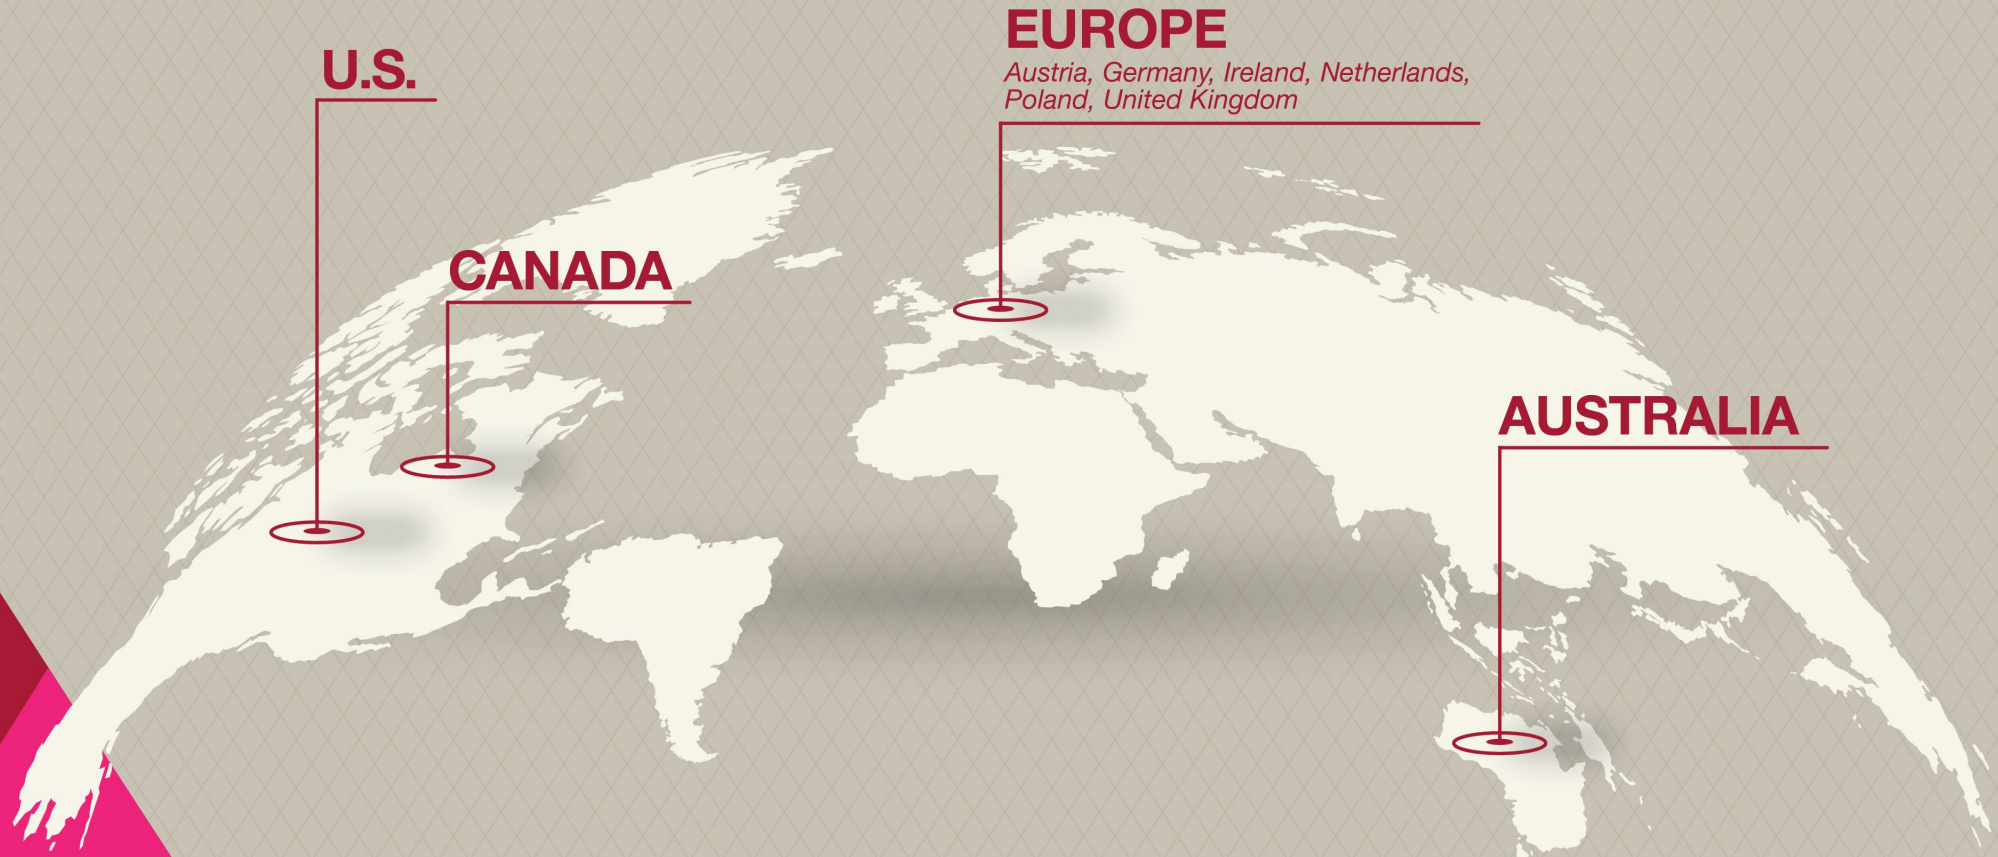 U.S.
CANADA
EUROPE
Austria, Germany, Ireland, Netherlands,
Poland, United Kingdom
AUSTRALIA